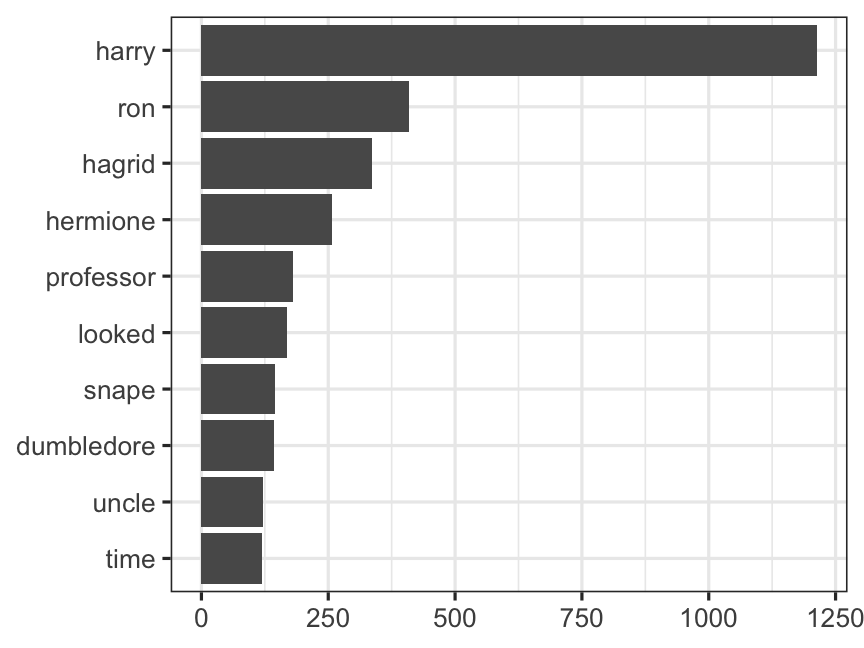 harry
ron
hagrid
hermione
professor
looked
snape
dumbledore
uncle
time
0 250 500 750 1000 1250